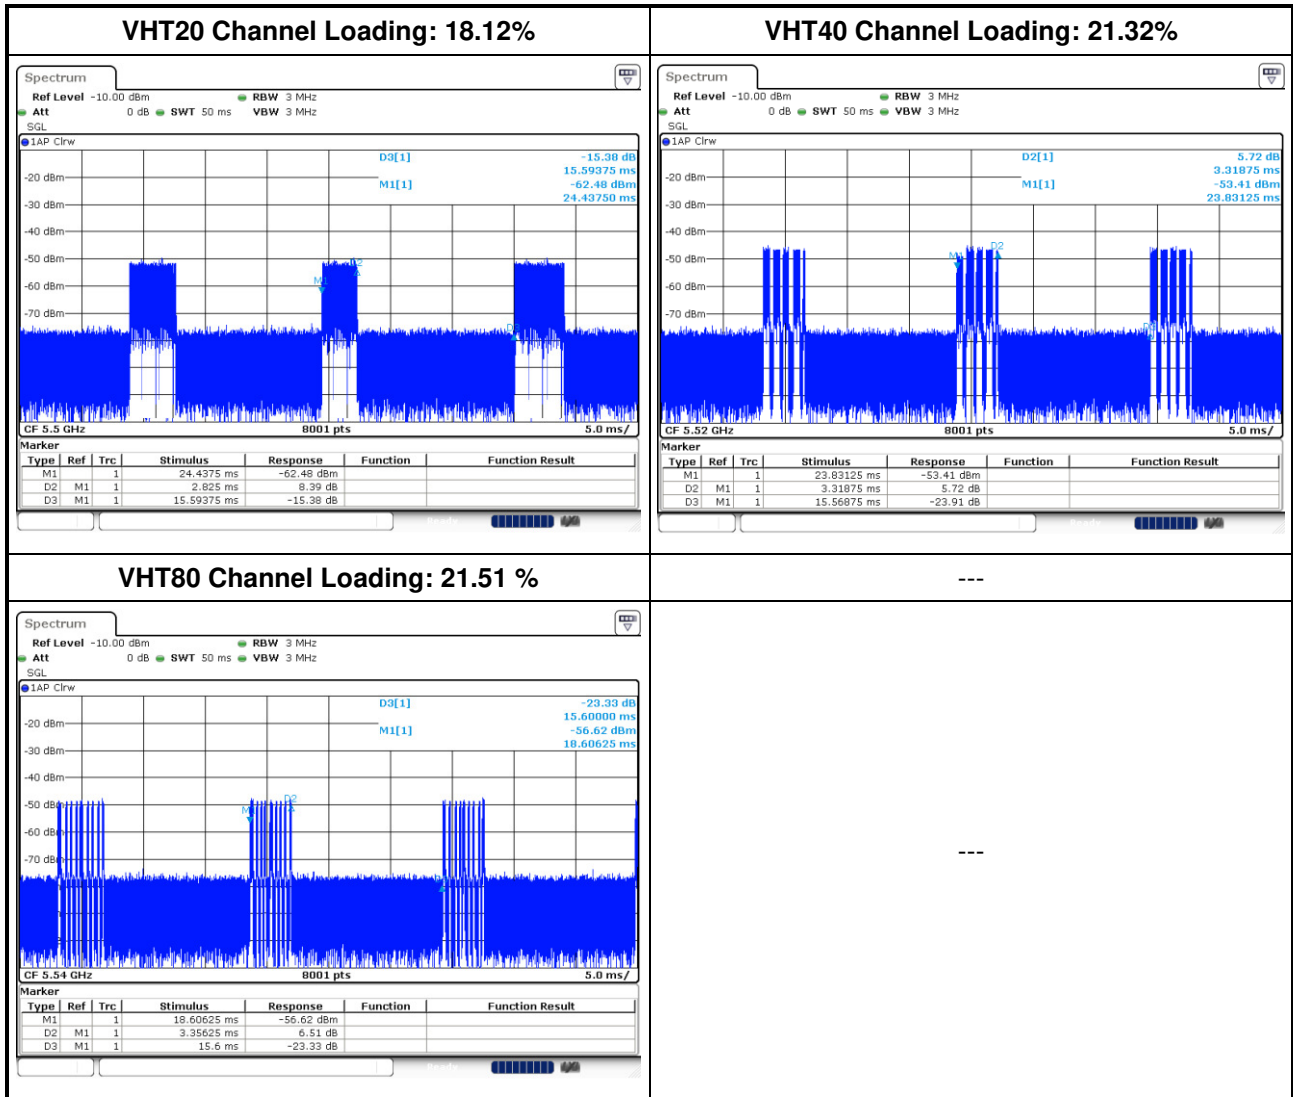 VHT20 Channel Loading: 18.12%
VHT40 Channel Loading: 21.32%
Spectrum
Ref Level -10.00 dBm RBW 3 MHz
Att 0 dB SWT 50 ms VBW 3 MHz
SGL
1AP Clrw
D3[1] -15.38 dB
15.59375 ms
M1[1] -62.48 dBm
24.43750 ms
-20 dBm
-30 dBm
-40 dBm
-50 dBm
-60 dBm
-70 dBm
M1
D2
D3
CF 5.5 GHz 8001 pts 5.0 ms/
Marker
Type Ref Trc Stimulus Response Function Function Result
M1 1 24.4375 ms -62.48 dBm
D2 M1 1 2.825 ms 8.39 dB
D3 M1 1 15.59375 ms -15.38 dB
Spectrum
Ref Level -10.00 dBm RBW 3 MHz
Att 0 dB SWT 50 ms VBW 3 MHz
SGL
1AP Clrw
D2[1] 5.72 dB
3.31875 ms
M1[1] -53.41 dBm
23.83125 ms
-20 dBm
-30 dBm
-40 dBm
-50 dBm
-60 dBm
-70 dBm
D2
CF 5.52 GHz 8001 pts 5.0 ms/
Marker
Type Ref Trc Stimulus Response Function Function Result
M1 1 23.83125 ms -53.41 dBm
D2 M1 1 3.31875 ms 5.72 dB
D3 M1 1 15.56875 ms -23.91 dB
VHT80 Channel Loading: 21.51 %
---
Spectrum
Ref Level -10.00 dBm RBW 3 MHz
Att 0 dB SWT 50 ms VBW 3 MHz
SGL
1AP Clrw
D3[1] -23.33 dB
15.60000 ms
M1[1] -56.62 dBm
18.60625 ms
-20 dBm
-30 dBm
-40 dBm
-50 dBm
-60 dBm
-70 dBm
D2
CF 5.54 GHz 8001 pts 5.0 ms/
Marker
Type Ref Trc Stimulus Response Function Function Result
M1 1 18.60625 ms -56.62 dBm
D2 M1 1 3.35625 ms 6.51 dB
D3 M1 1 15.6 ms -23.33 dB
---